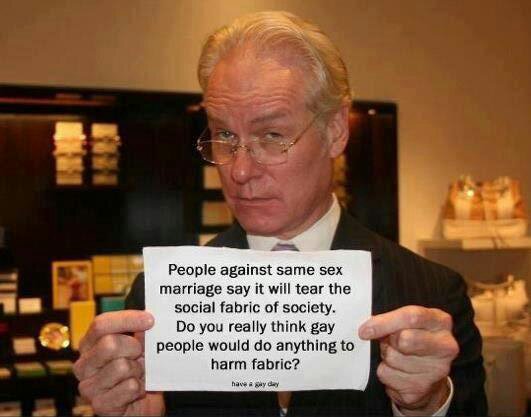 People against same sex
marriage say it will tear the
social fabric of society.
Do you really think gay
people would do anything to
harm fabric?
have a gay day